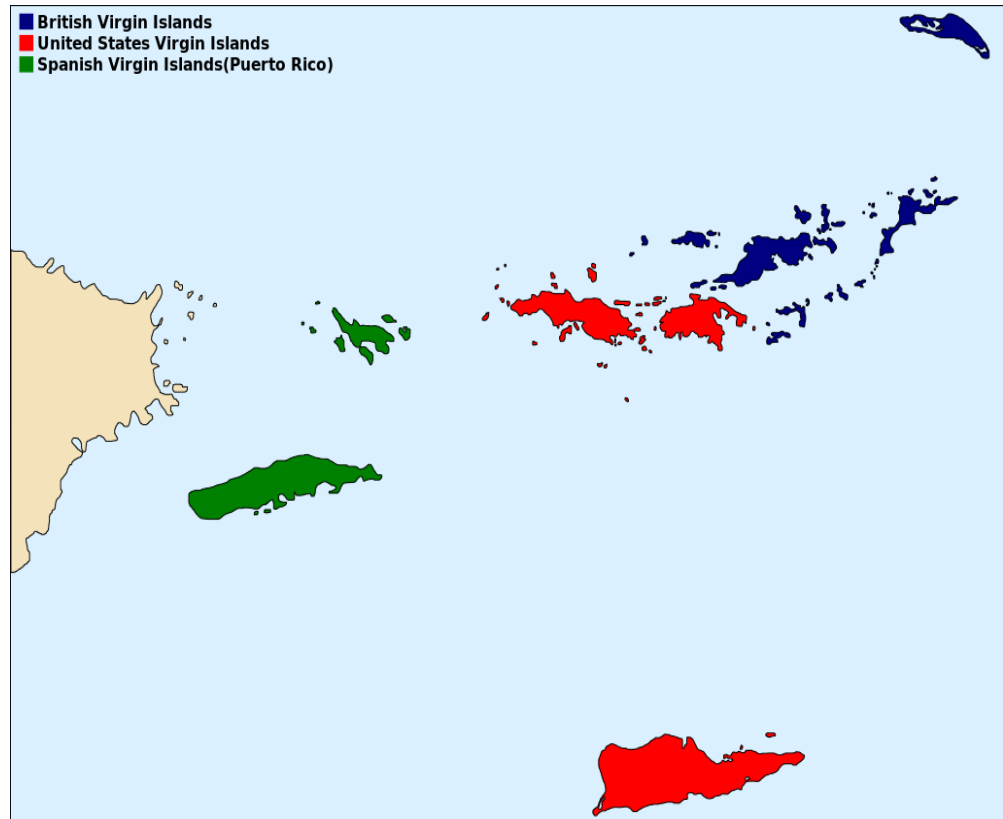 British Virgin Islands
United States Virgin Islands
Spanish Virgin Islands(Puerto Rico)